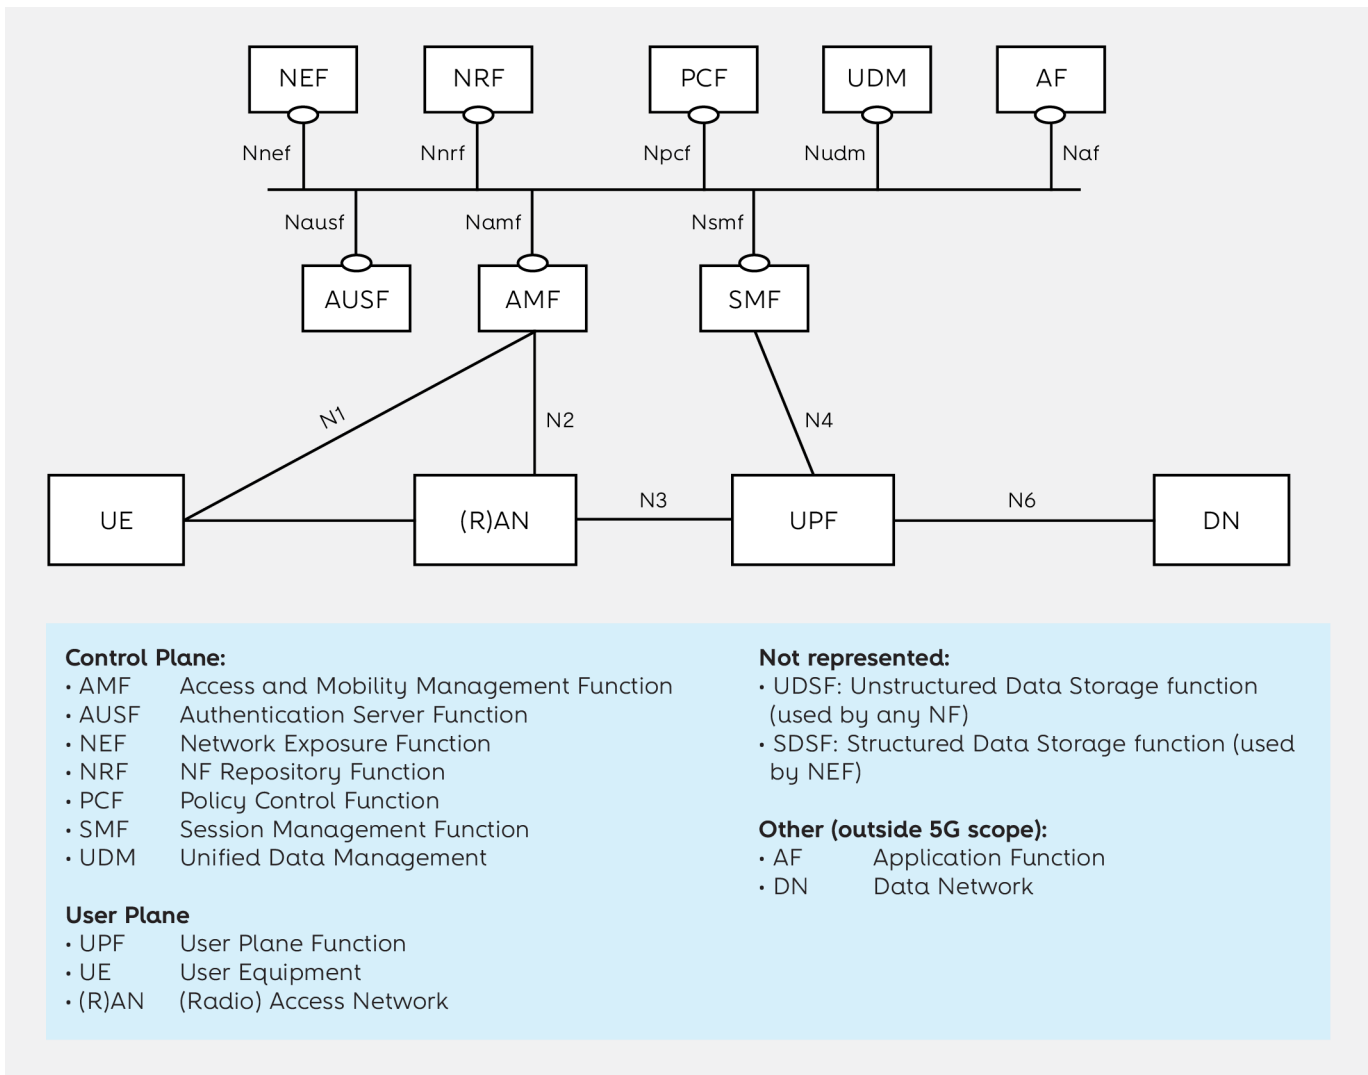 NEF NRF PCF UDM AF
Nnef Nnrf Npcf Nudm Naf
Nausf Namf Nsmf
AUSF AMF SMF
N1 N2 N4
N3 N6
UE (R)AN UPF DN
Control Plane:
• AMF Access and Mobility Management Function
• AUSF Authentication Server Function
• NEF Network Exposure Function
• NRF NF Repository Function
• PCF Policy Control Function
• SMF Session Management Function
• UDM Unified Data Management
User Plane
• UPF User Plane Function
• UE User Equipment
• (R)AN (Radio) Access Network
Not represented:
• UDSF: Unstructured Data Storage function
(used by any NF)
• SDSF: Structured Data Storage function (used
by NEF)
Other (outside 5G scope):
• AF Application Function
• DN Data Network